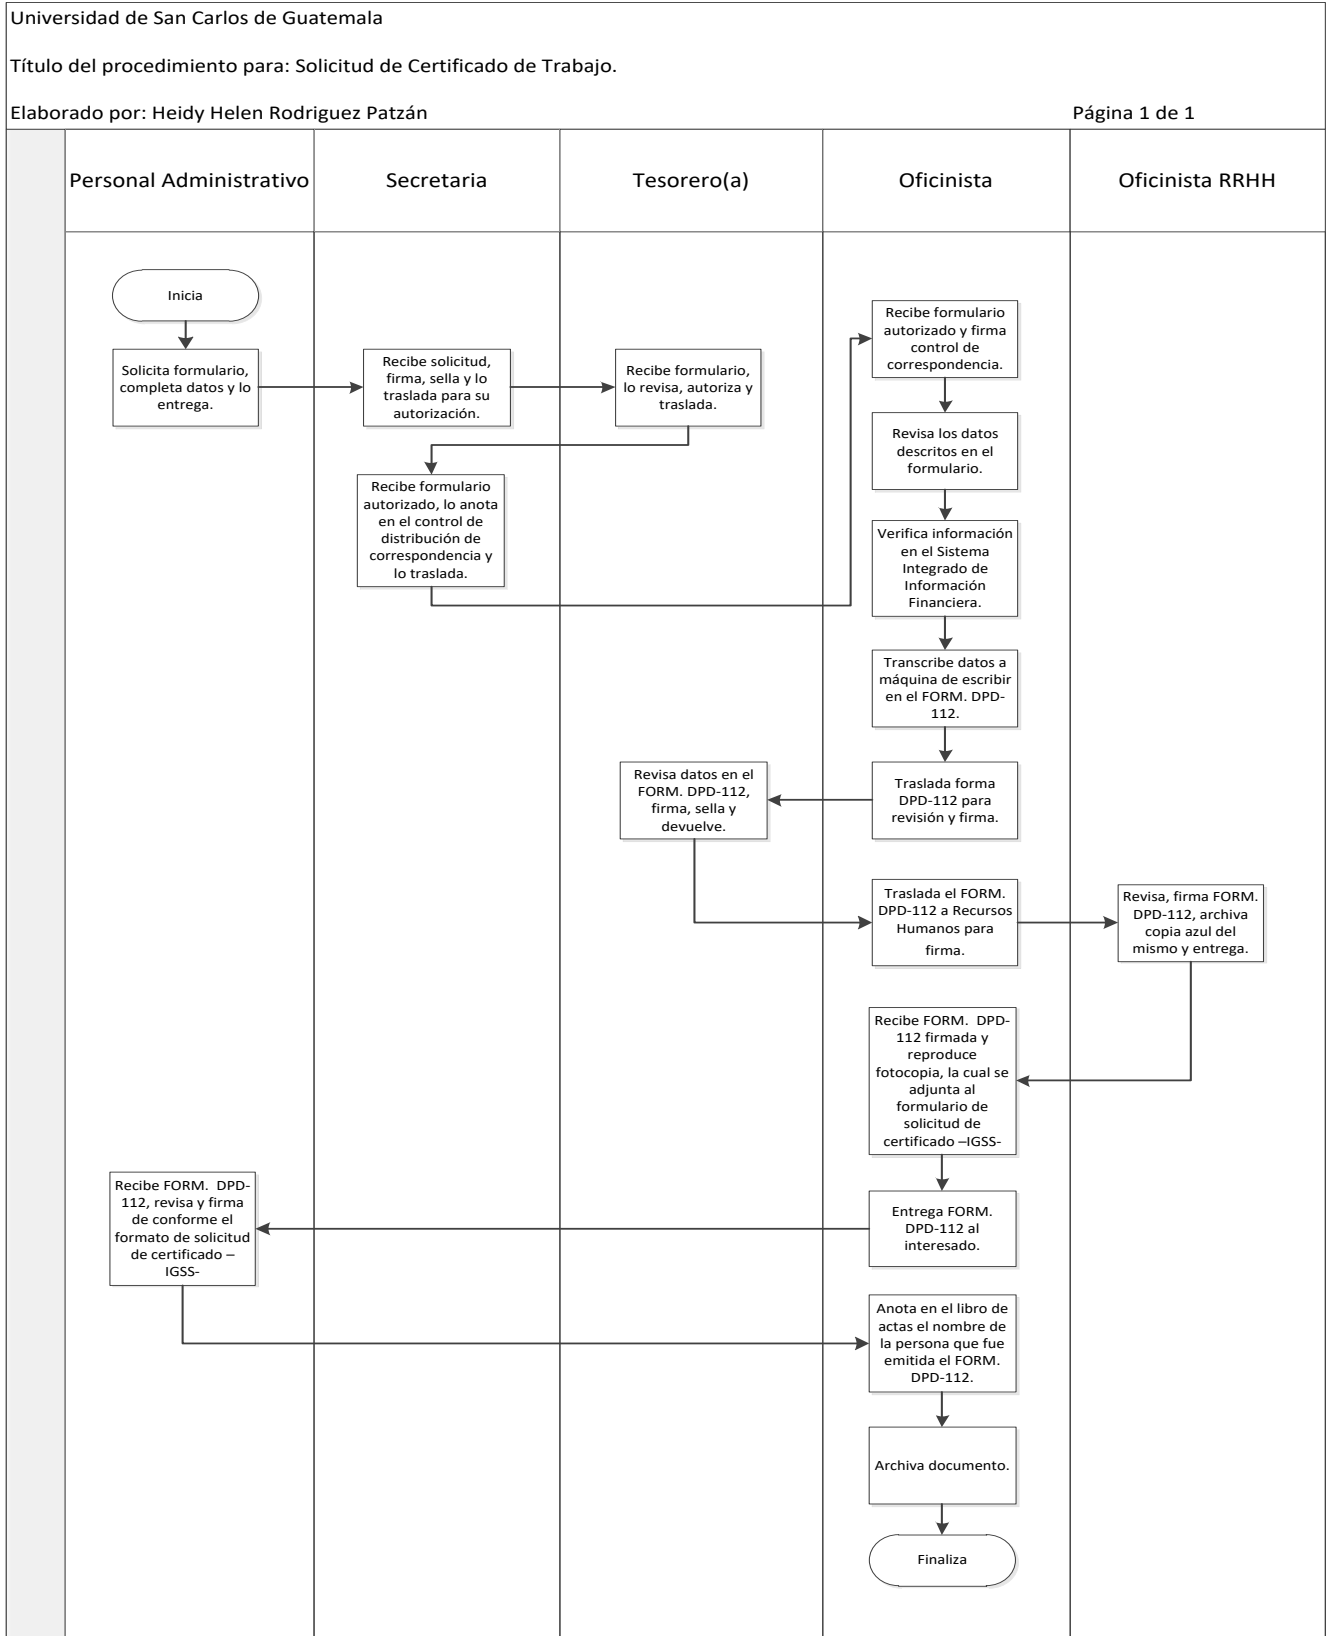 Universidad de San Carlos de Guatemala
Título del procedimiento para: Solicitud de Certificado de Trabajo.
Elaborado por: Heidy Helen Rodriguez Patzán
Página 1 de 1
Personal Administrativo
Secretaria
Tesorero(a)
Oficinista
Oficinista RRHH
Inicia
Solicita formulario,
completa datos y lo
entrega.
Recibe solicitud,
firma, sella y lo
traslada para su
autorización.
Recibe formulario,
lo revisa, autoriza y
traslada.
Recibe formulario
autorizado, lo anota
en el control de
distribución de
correspondencia y
lo traslada.
Recibe formulario
autorizado y firma
control de
correspondencia.
Revisa los datos
descritos en el
formulario.
Verifica información
en el Sistema
Integrado de
Información
Financiera.
Transcribe datos a
máquina de escribir
en el FORM. DPD-
112.
Traslada forma
DPD-112 para
revisión y firma.
Revisa datos en el
FORM. DPD-112,
firma, sella y
devuelve.
Traslada el FORM.
DPD-112 a Recursos
Humanos para
firma.
Revisa, firma FORM.
DPD-112, archiva
copia azul del
mismo y entrega.
Recibe FORM.  DPD-
112 firmada y
reproduce
fotocopia, la cual se
adjunta al
formulario de
solicitud de
certificado –IGSS-
Entrega FORM.
DPD-112 al
interesado.
Recibe FORM.  DPD-
112, revisa y firma
de conforme el
formato de solicitud
de certificado –
IGSS-
Anota en el libro de
actas el nombre de
la persona que fue
emitida el FORM.
DPD-112.
Archiva documento.
Finaliza